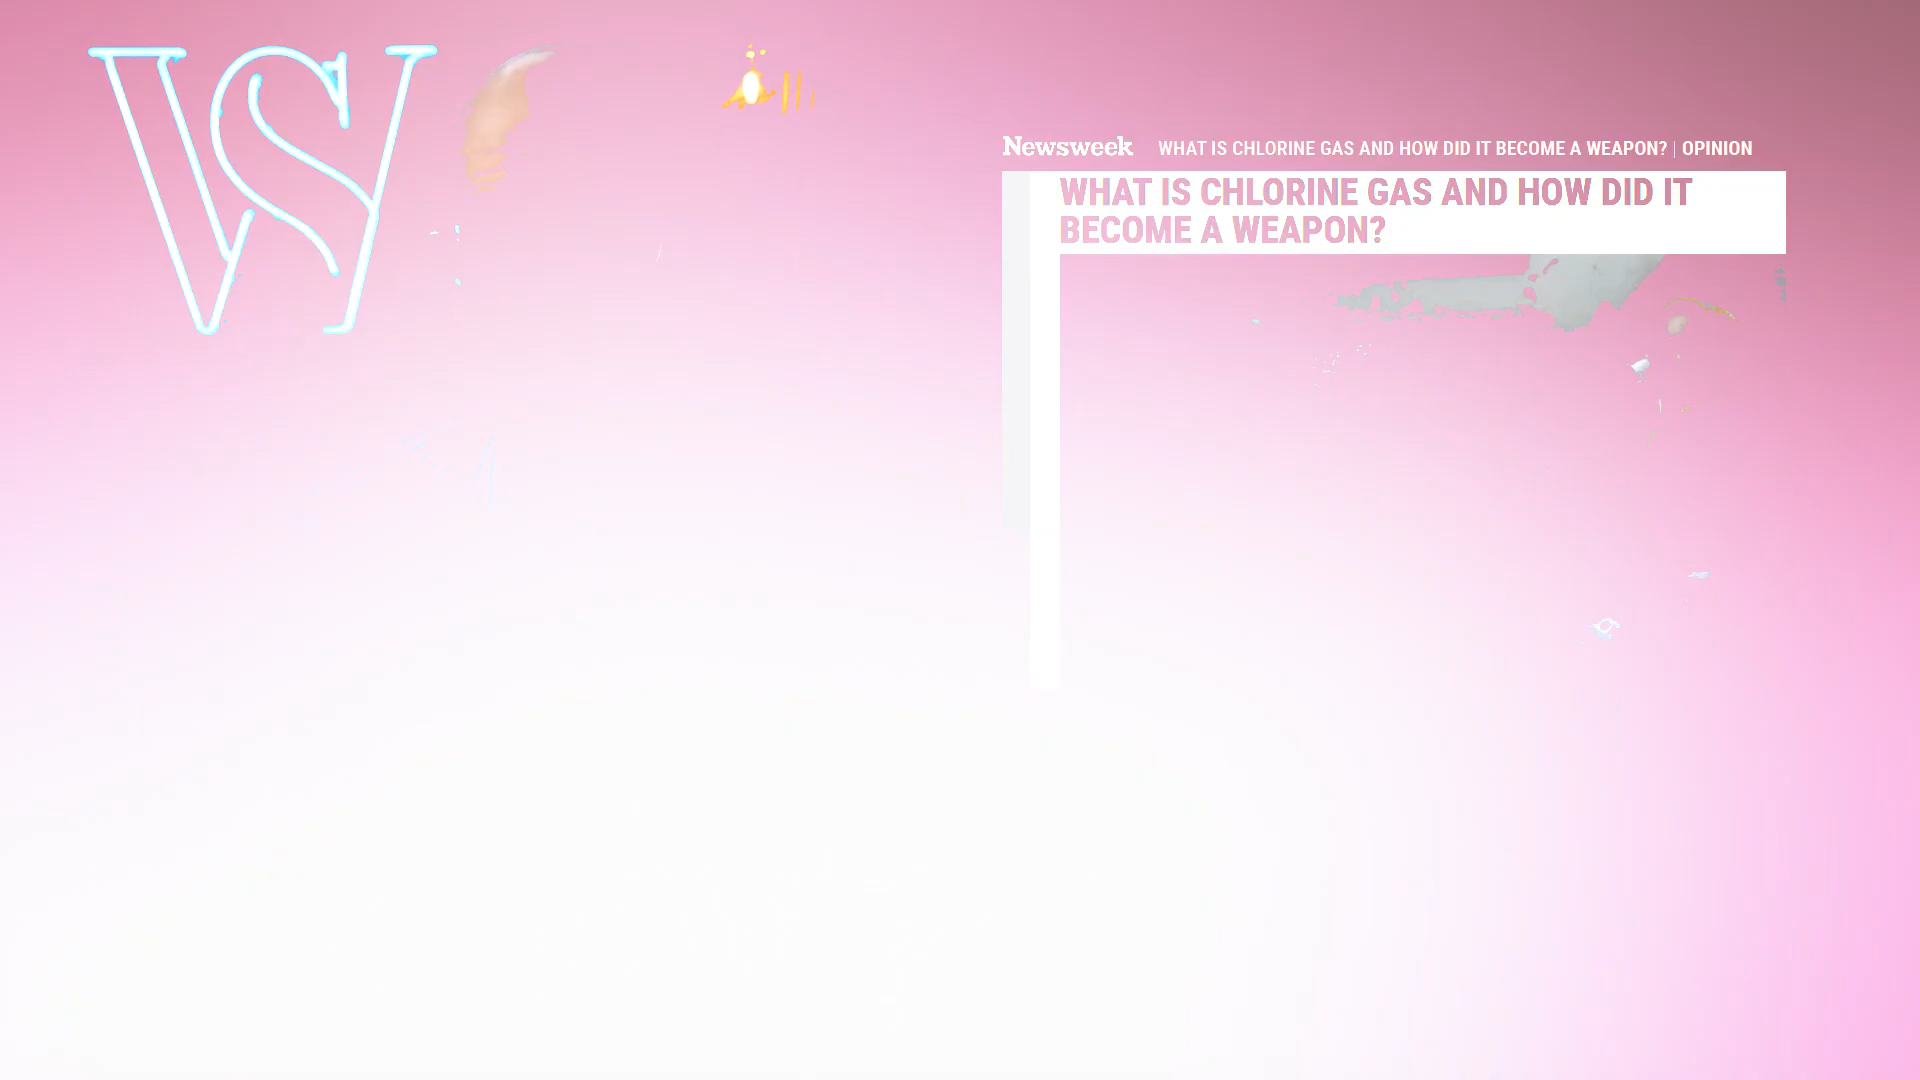 VS
Newsweek WHAT IS CHLORINE GAS AND HOW DID IT BECOME A WEAPON? | OPINION
WHAT IS CHLORINE GAS AND HOW DID IT
BECOME A WEAPON?